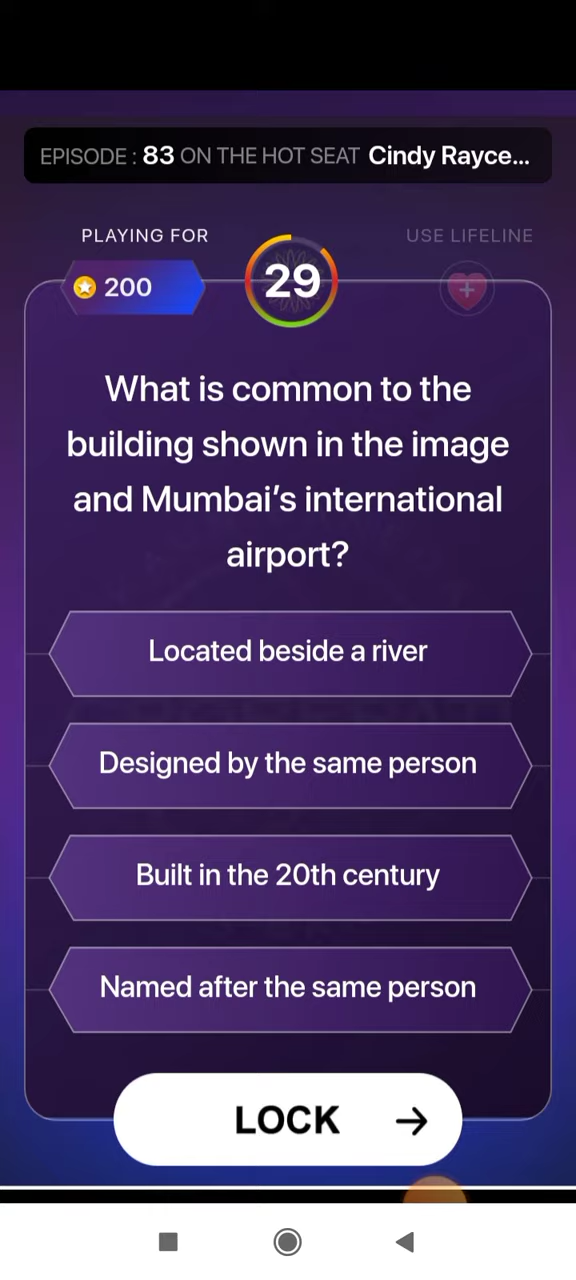 EPISODE : 83 ON THE HOT SEAT Cindy Rayce...
PLAYING FOR
USE LIFELINE
200
29
What is common to the
building shown in the image
and Mumbai's international
airport?
Located beside a river
Designed by the same person
Built in the 20th century
Named after the same person
LOCK